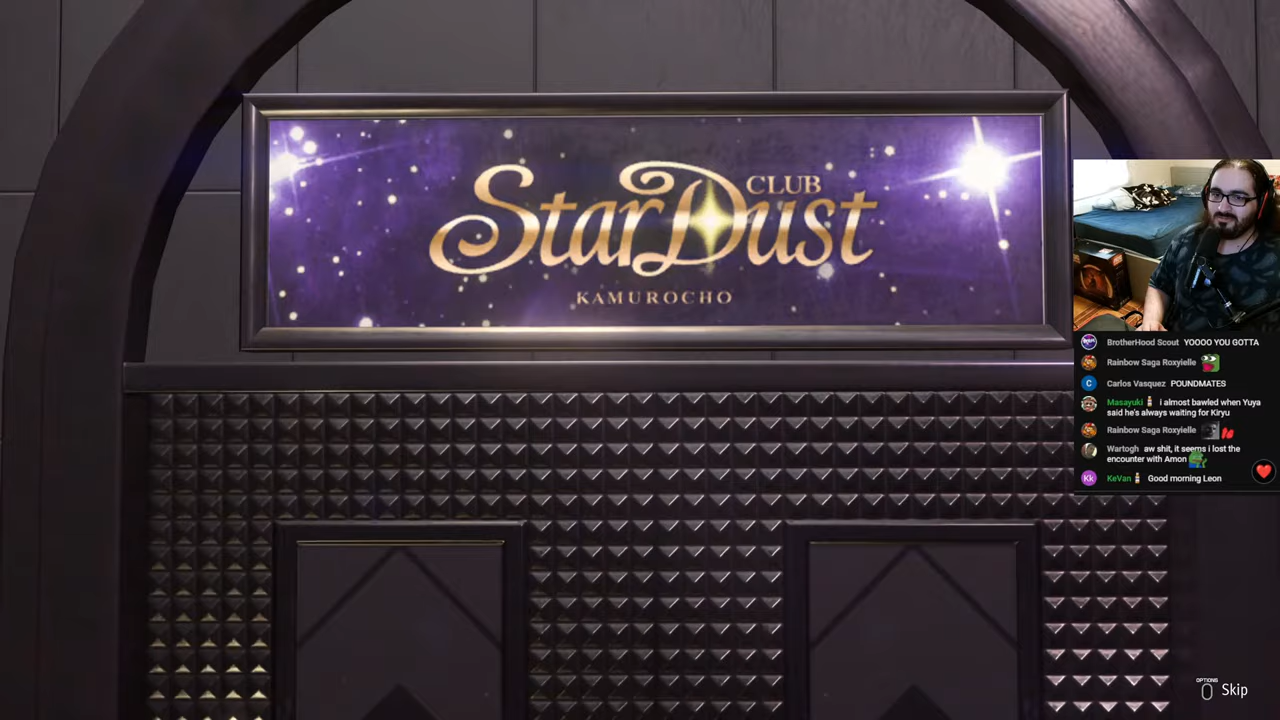 CLUB
StarDust
KAMUROCHO
BrotherHood Scout YOOOO YOU GOTTA
Rainbow Saga Roxyielle
C Carlos Vasquez POUNDMATES
Masayuki i almost bawled when Yuya
said he's always waiting for Kiryu
Rainbow Saga Roxyielle
Wartogh aw shit, it seems i lost the
encounter with Amon
Kk KeVan Good morning Leon
OPTIONS
Skip